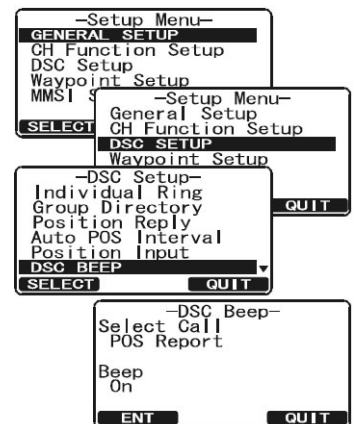 —Setup Menu—
GENERAL SETUP
CH Function Setup
DSC Setup
Waypoint Setup
MMSI S
SELECT
—Setup Menu—
General Setup
CH Function Setup
DSC SETUP
Waypoint Setup
QUIT
—DSC Setup—
Individual Ring
Group Directory
Position Reply
Auto POS Interval
Position Input
DSC BEEP
SELECT QUIT
—DSC Beep—
Select Call
POS Report
Beep
On
ENT QUIT